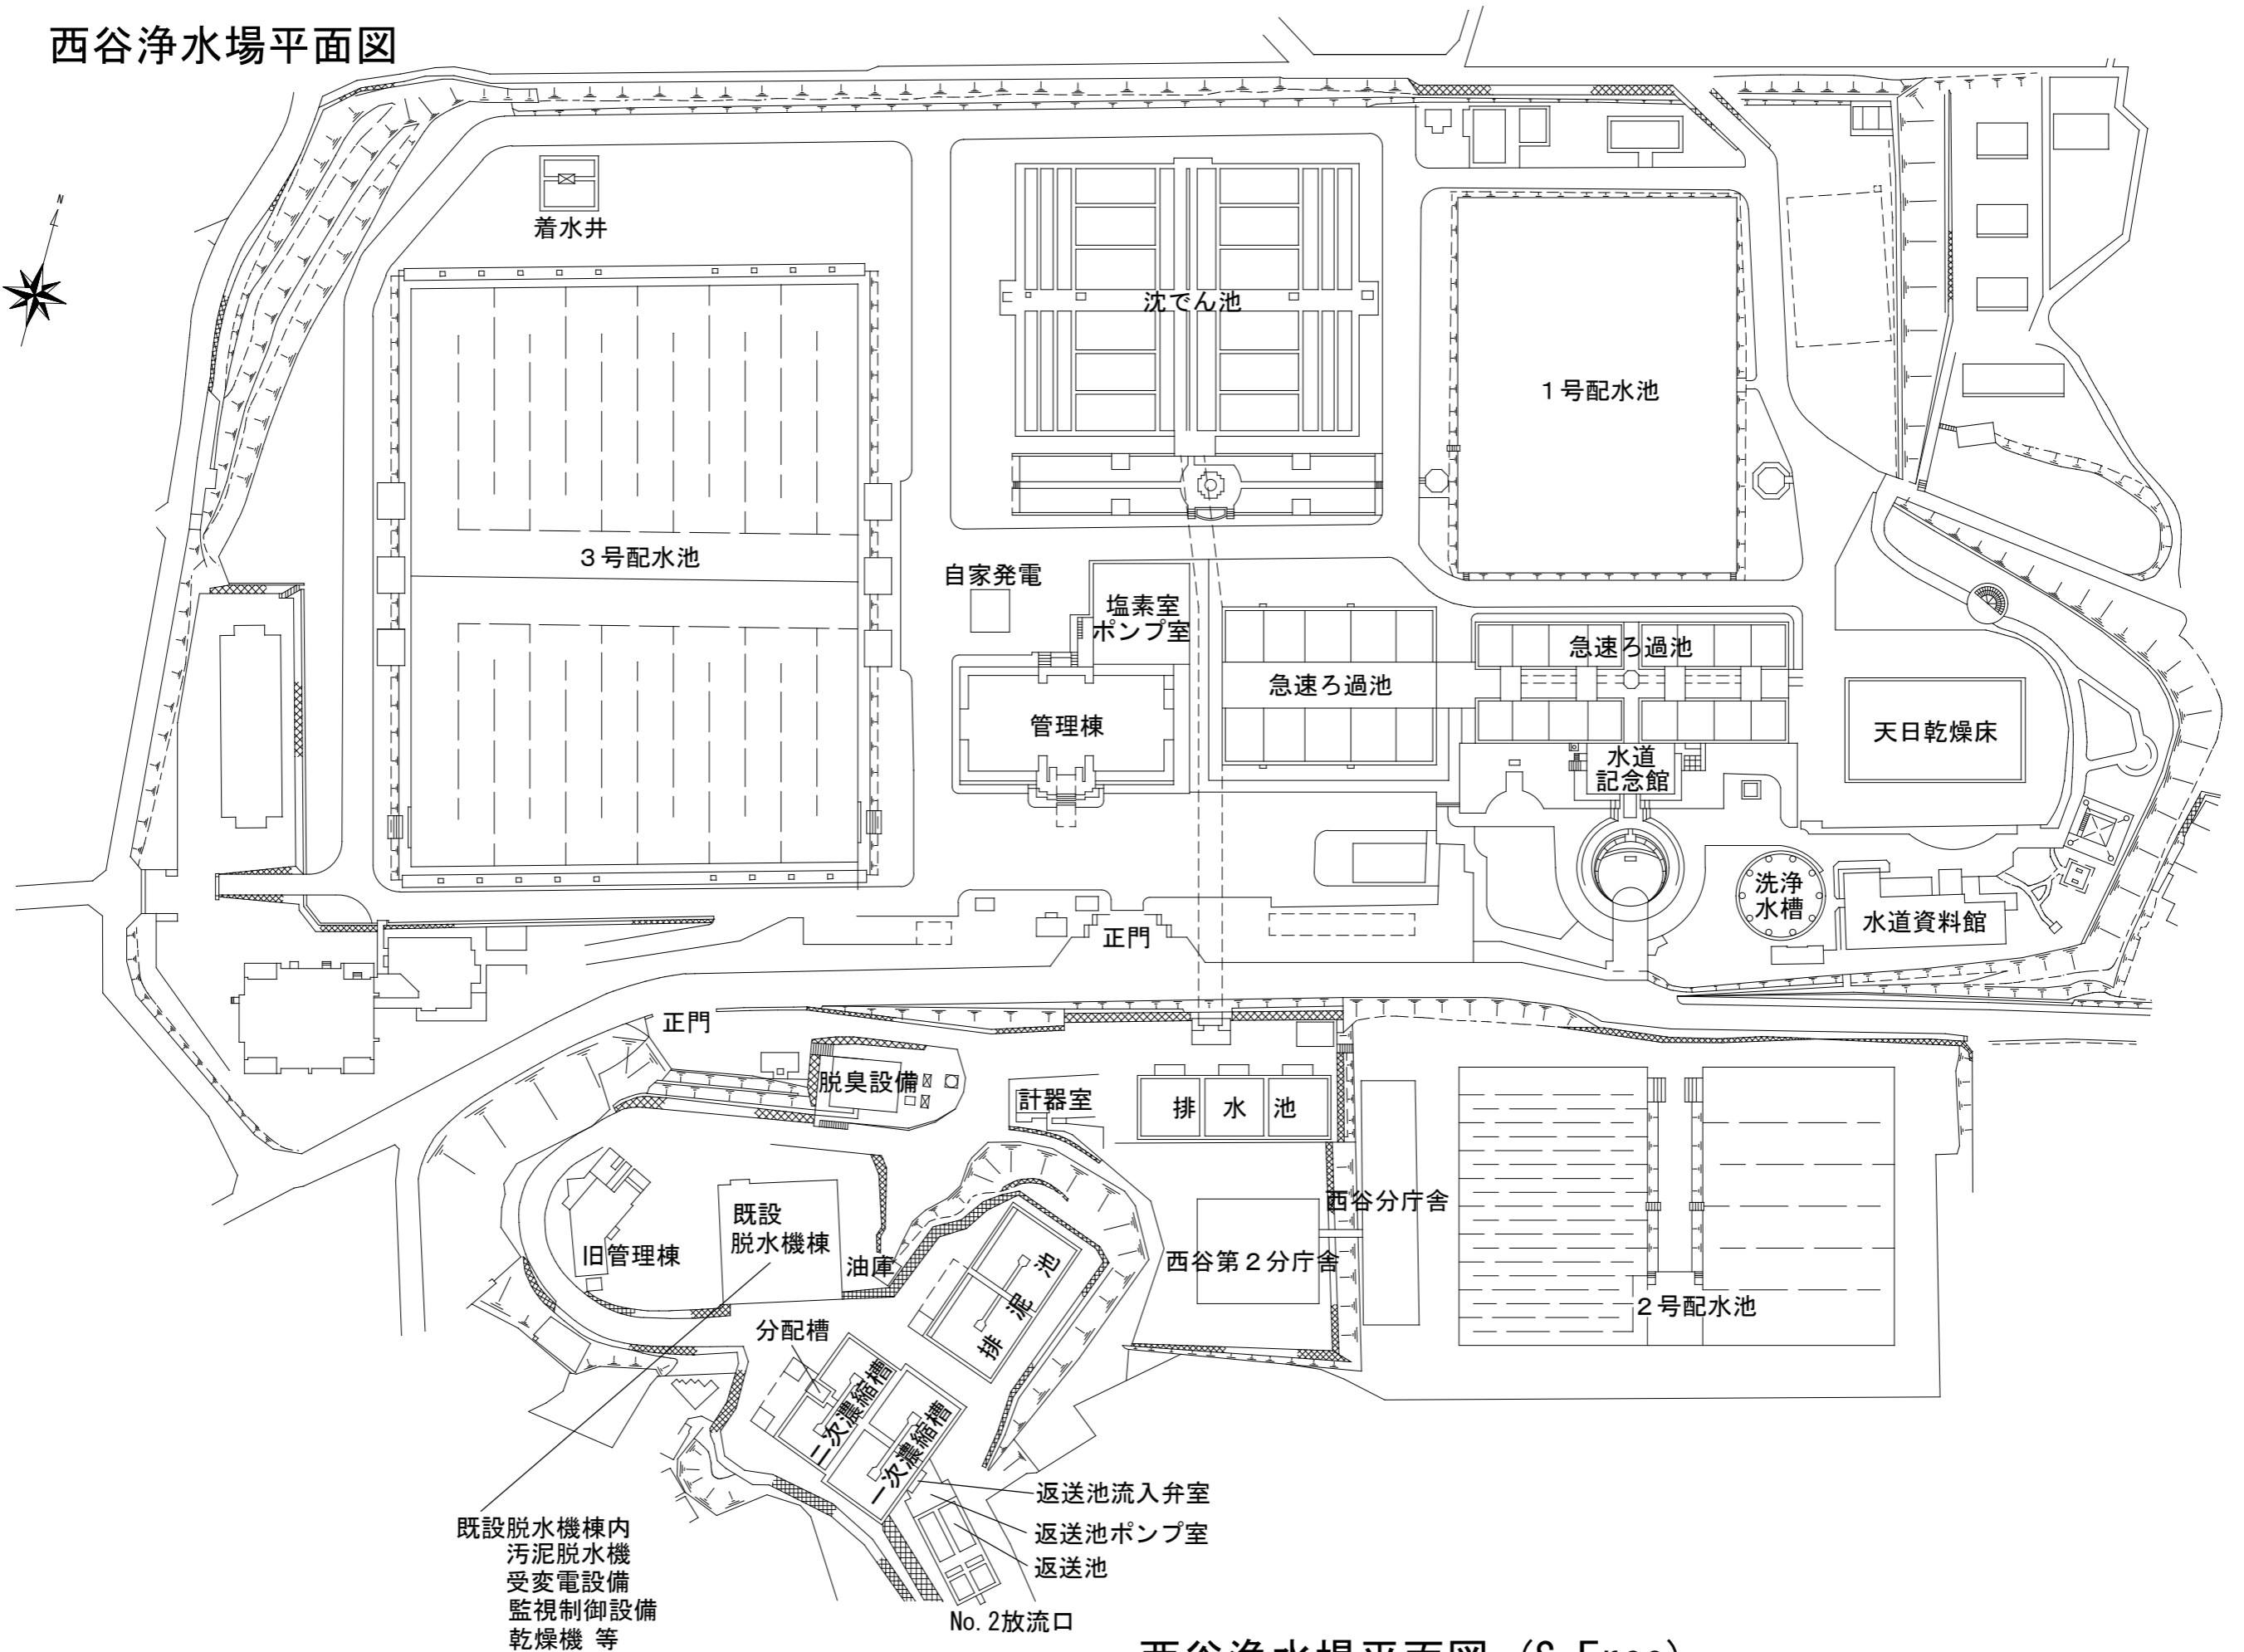 西谷浄水場平面図
N
着水井
沈でん池
１号配水池
３号配水池
自家発電
塩素室
ポンプ室
急速ろ過池
急速ろ過池
管理棟
水道
記念館
天日乾燥床
洗浄
水槽
水道資料館
正門
正門
脱臭設備
計器室
排 水 池
西谷分庁舎
既設
脱水機棟
旧管理棟
油庫
排泥池
西谷第２分庁舎
２号配水池
分配槽
二次濃縮槽
一次濃縮槽
返送池流入弁室
返送池ポンプ室
返送池
No.2放流口
既設脱水機棟内
汚泥脱水機
受変電設備
監視制御設備
乾燥機 等